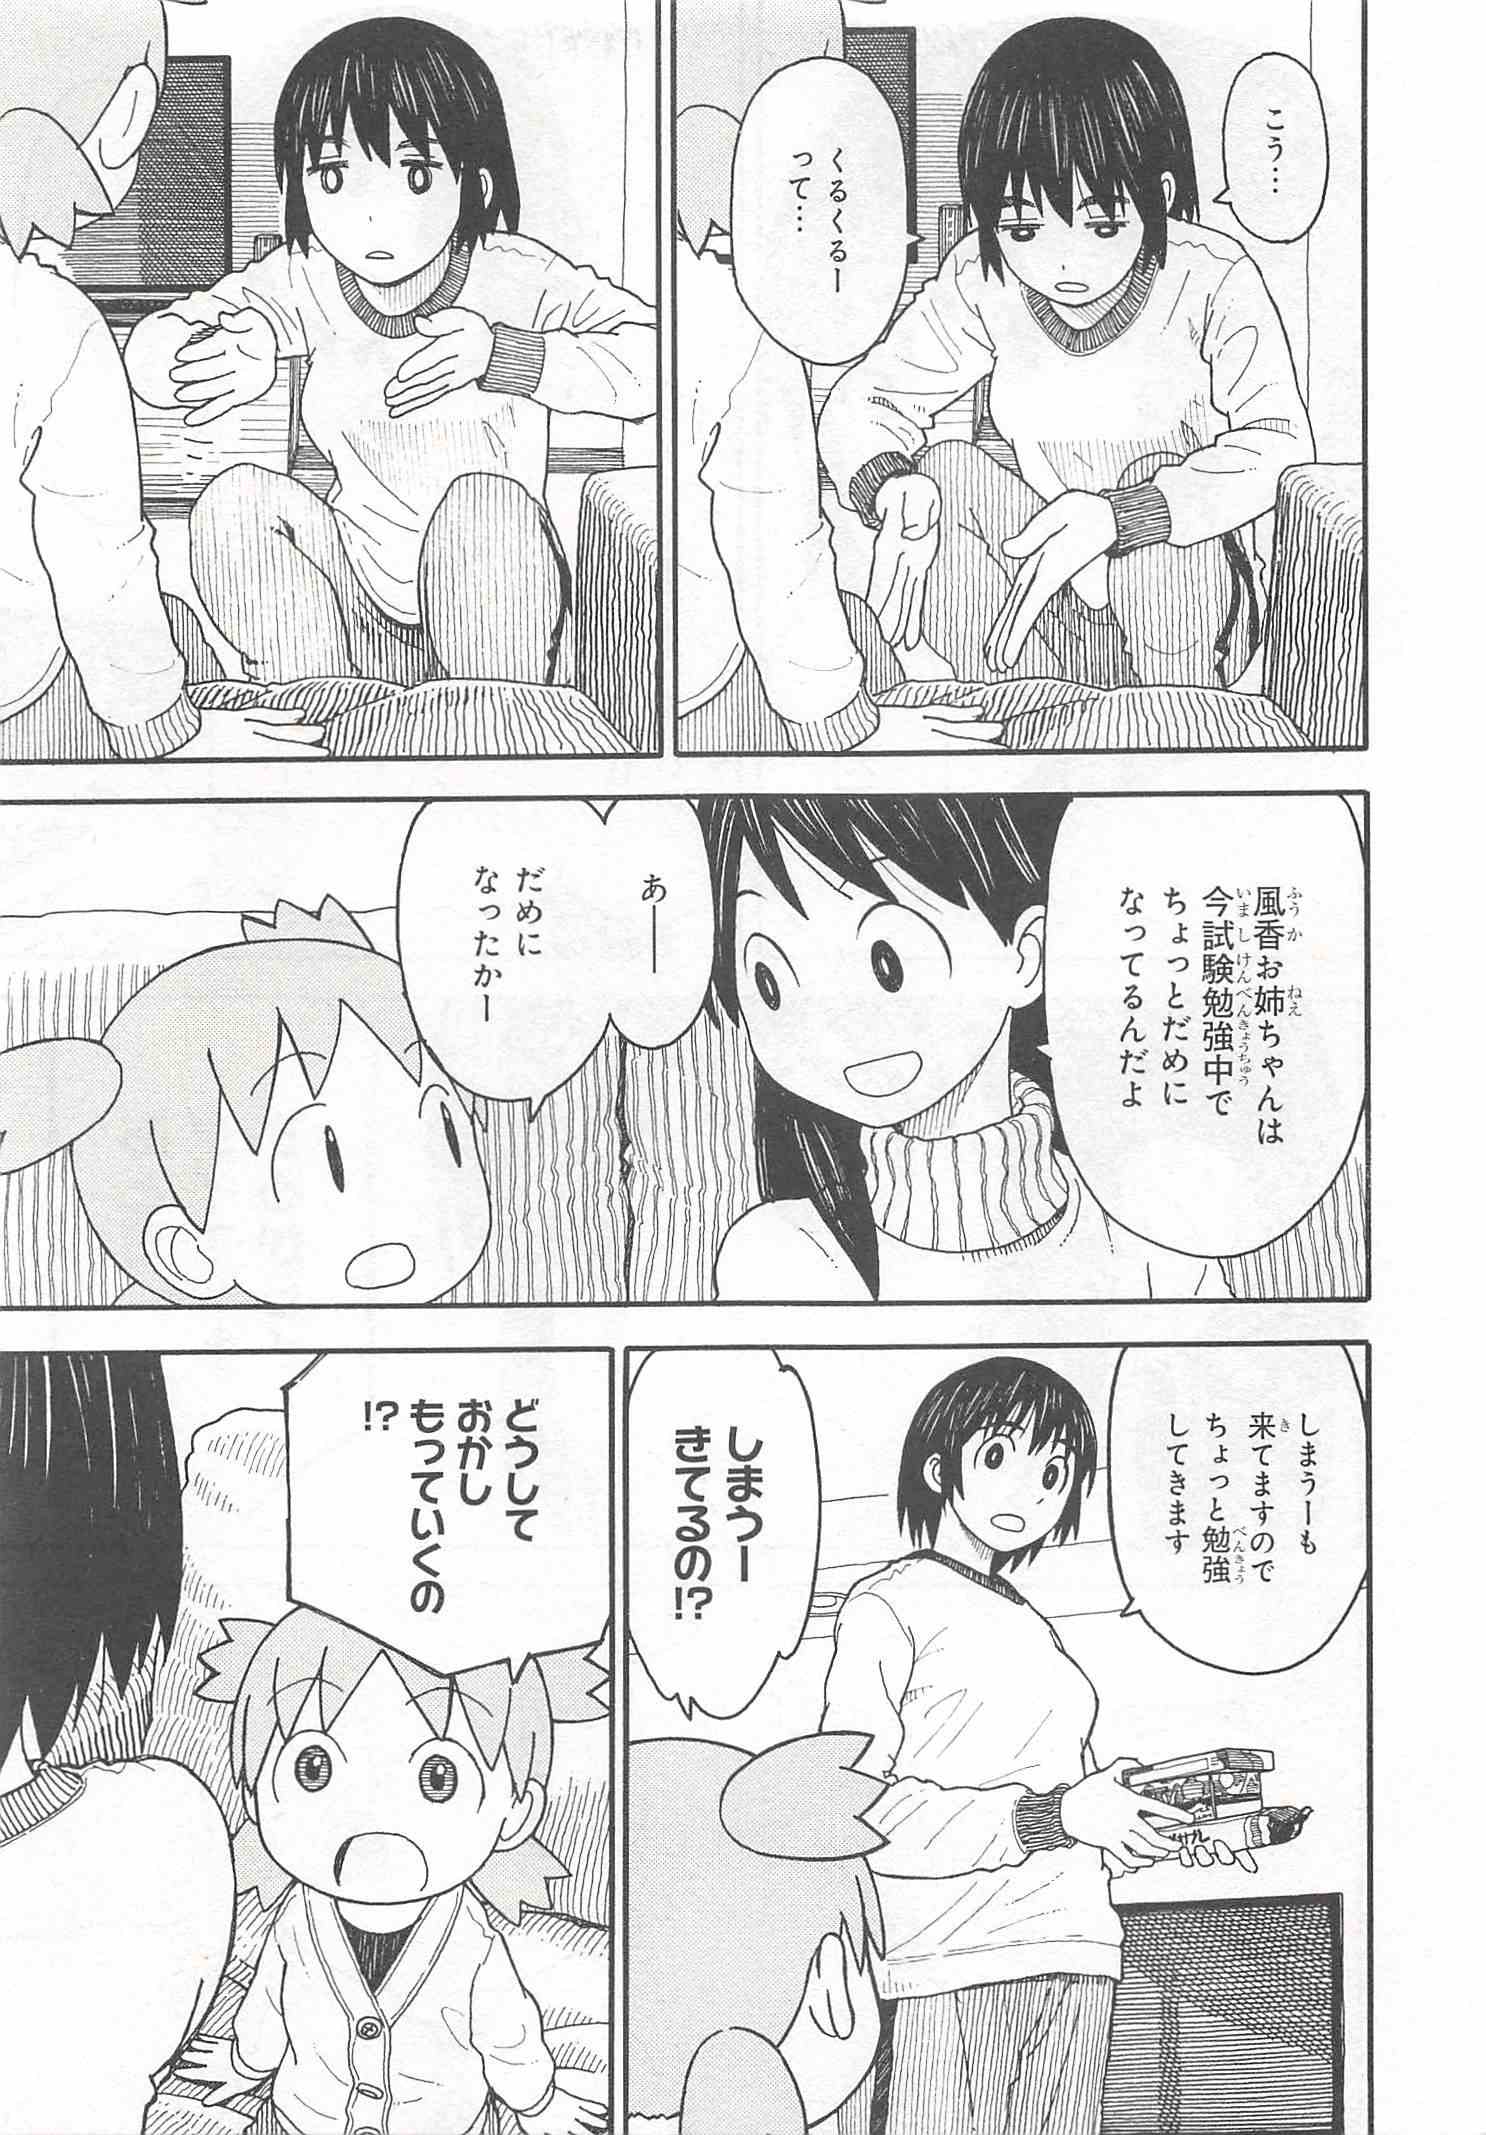 こう…
くるくるー
って…
風香お姉ちゃんは
今試験勉強中で
ちょっとだめに
なってるんだよ
あー
だめに
なったかー
しまうーも
来てますので
ちょっと勉強
してきます
しまうー
きてるの!?
どうして
おかし
もっていくの
!?